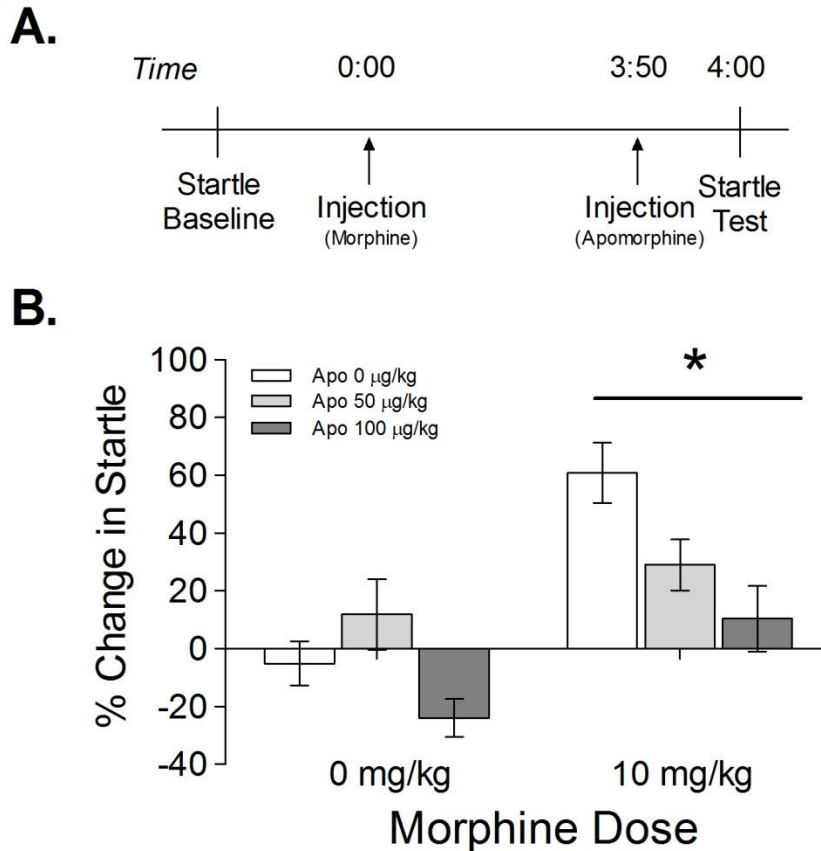 A.
Time 0:00 3:50 4:00
Startle Baseline
Injection
(Morphine)
Injection
(Apomorphine)
Startle
Test
B.
% Change in Startle
100
80
60
40
20
0
-20
-40
Apo 0 μg/kg
Apo 50 μg/kg
Apo 100 μg/kg
*
0 mg/kg 10 mg/kg
Morphine Dose